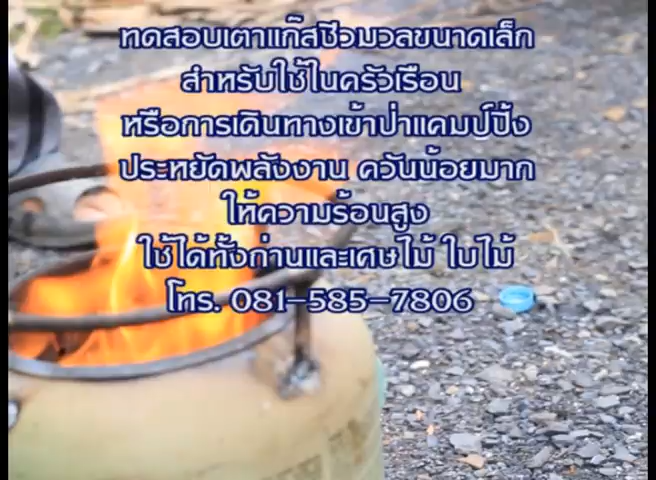 ทดสอบเตาแก๊สชีวมวลขนาดเล็ก
สำหรับใช้ในครัวเรือน
หรือการเดินทางเข้าป่าแคมป์ปิ้ง
ประหยัดพลังงาน ควันน้อยมาก
ให้ความร้อนสูง
ใช้ได้ทั้งถ่านและเศษไม้ ใบไม้
โทร. 081-585-7806